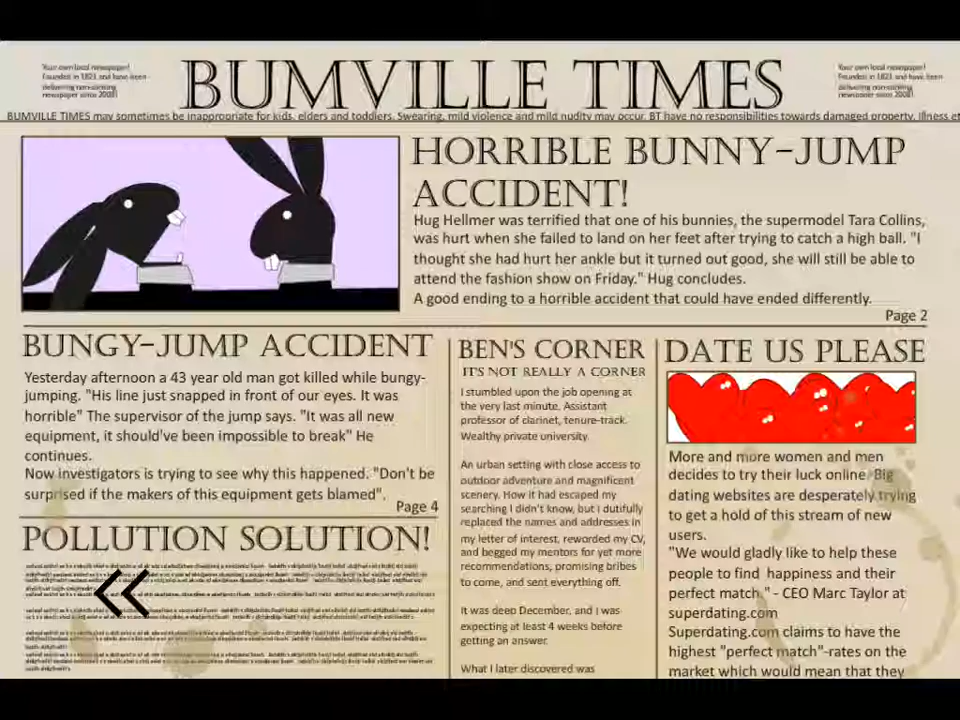 Your own local newspaper!
Founded in 1823 and have been
delivering non-sucking
newspaper since 2008!
BUMVILLE TIMES
Your own local newspaper!
Founded in 1823 and have been
delivering non-sucking
newspaper since 2008!
BUMVILLE TIMES may sometimes be inappropriate for kids, elders and toddlers. Swearing, mild violence and mild nudity may occur. BT have no responsibilities towards damaged property, illness et
HORRIBLE BUNNY-JUMP
ACCIDENT!
Hug Hellmer was terrified that one of his bunnies, the supermodel Tara Collins,
was hurt when she failed to land on her feet after trying to catch a high ball. "I
thought she had hurt her ankle but it turned out good, she will still be able to
attend the fashion show on Friday." Hug concludes.
A good ending to a horrible accident that could have ended differently.
Page 2
BUNGY-JUMP ACCIDENT
Yesterday afternoon a 43 year old man got killed while bungy-
jumping. "His line just snapped in front of our eyes. It was
horrible" The supervisor of the jump says. "It was all new
equipment, it should've been impossible to break" He
continues.
Now investigators is trying to see why this happened. "Don't be
surprised if the makers of this equipment gets blamed".
Page 4
POLLUTION SOLUTION!
BEN'S CORNER
IT'S NOT REALLY A CORNER
I stumbled upon the job opening at
the very last minute. Assistant
professor of clarinet, tenure-track.
Wealthy private university.
An urban setting with close access to
outdoor adventure and magnificent
scenery. How it had escaped my
searching I didn't know, but I dutifully
replaced the names and addresses in
my letter of interest, reworded my CV,
and begged my mentors for yet more
recommendations, promising bribes
to come, and sent everything off.
It was deep December, and I was
expecting at least 4 weeks before
getting an answer.
What I later discovered was
DATE US PLEASE
More and more women and men
decides to try their luck online. Big
dating websites are desperately trying
to get a hold of this stream of new
users.
"We would gladly like to help these
people to find happiness and their
perfect match." - CEO Marc Taylor at
superdating.com
Superdating.com claims to have the
highest "perfect match"-rates on the
market which would mean that they